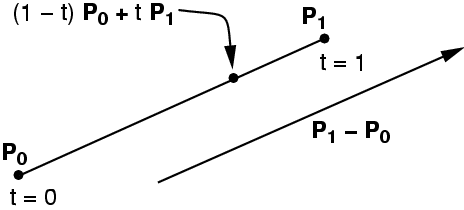 (1 – t) P0 + t P1
P1
t = 1
P1 – P0
P0
t = 0